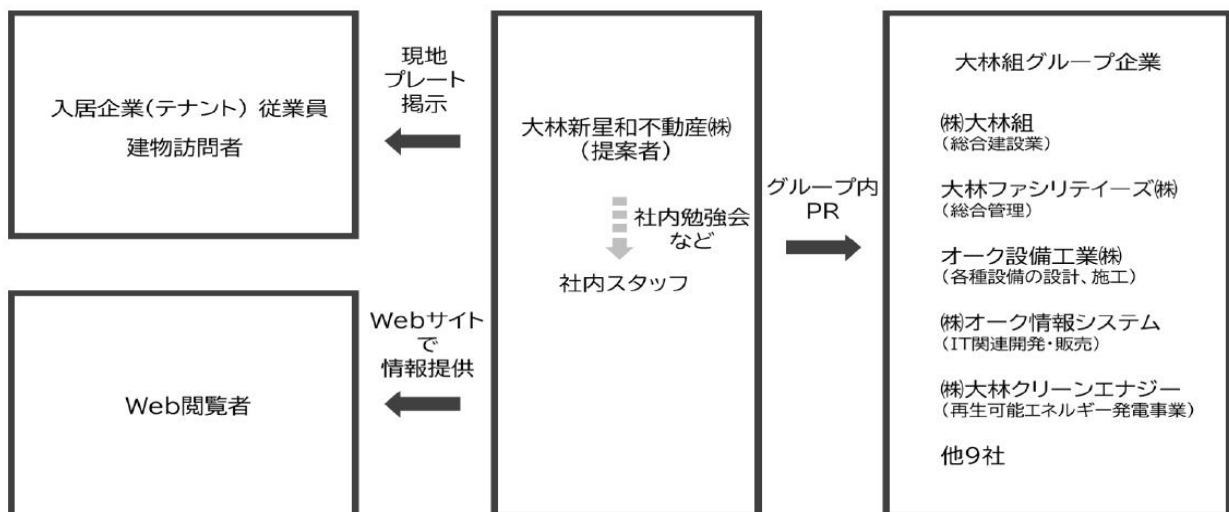 入居企業(テナント) 従業員
建物訪問者
現地
プレート
掲示
Web閲覧者
Webサイト
で
情報提供
大林新星和不動産㈱
(提案者)
社内勉強会
など
社内スタッフ
グループ内
PR
大林組グループ企業
㈱大林組
(総合建設業)
大林ファシリテイーズ㈱
(総合管理)
オーク設備工業㈱
(各種設備の設計、施工)
㈱オーク情報システム
(IT関連開発・販売)
㈱大林クリーンエナジー
(再生可能エネルギー発電事業)
他9社